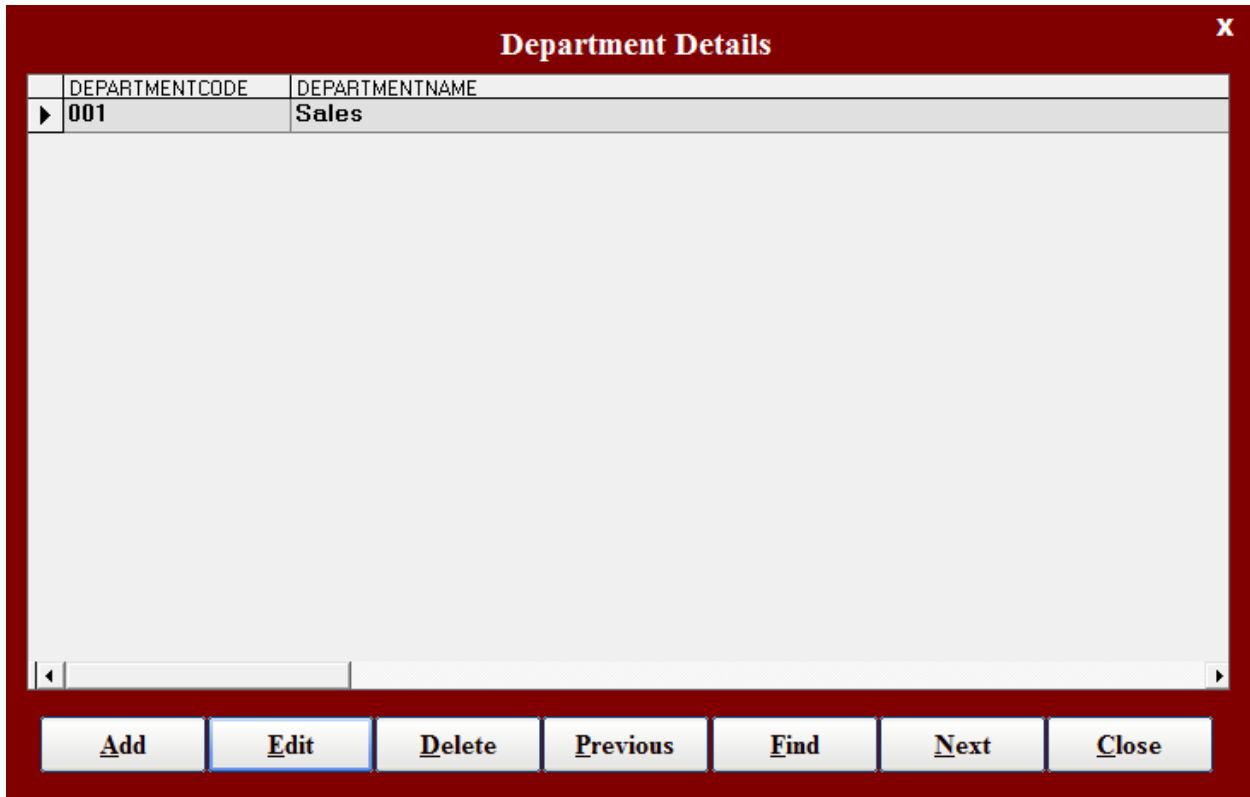 Department Details
X
DEPARTMENTCODE DEPARTMENTNAME
001 Sales
Add Edit Delete Previous Find Next Close